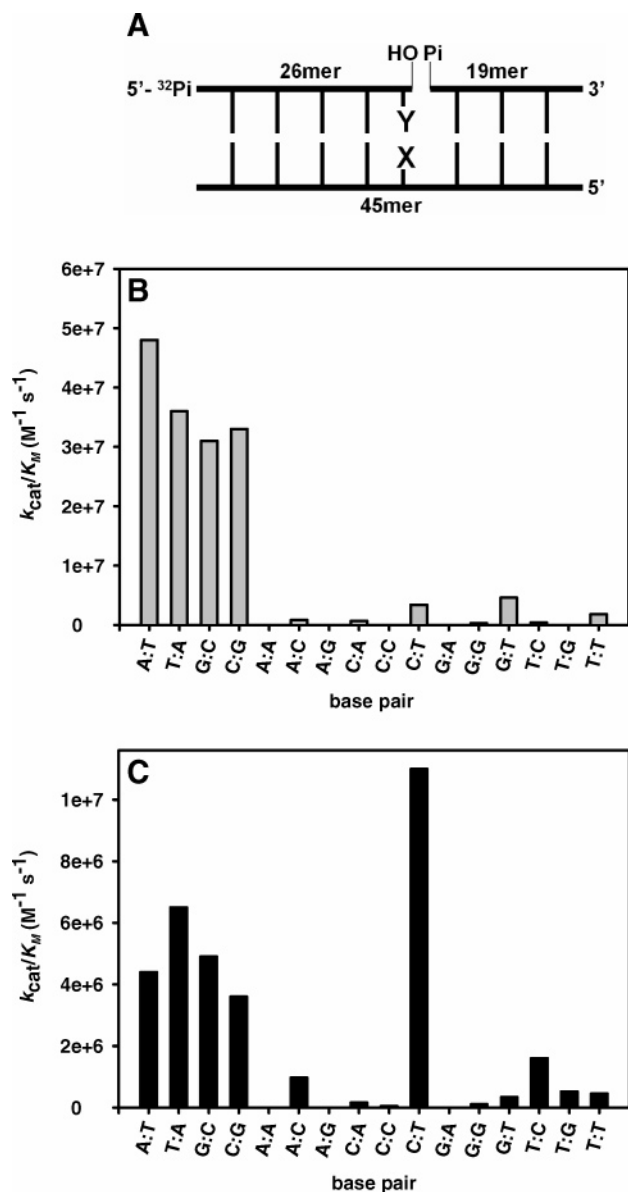 A
HO Pi
5'- ³²Pi 26mer 19mer 3'
Y
X
5'
45mer
B
6e+7
5e+7
4e+7
3e+7
2e+7
1e+7
0
kcat/KM (M⁻¹ s⁻¹)
A:T T:A G:C C:G A:A A:C A:G C:A C:C C:T G:A G:G G:T T:C T:G T:T
base pair
C
1e+7
8e+6
6e+6
4e+6
2e+6
0
kcat/KM (M⁻¹ s⁻¹)
A:T T:A G:C C:G A:A A:C A:G C:A C:C C:T G:A G:G G:T T:C T:G T:T
base pair